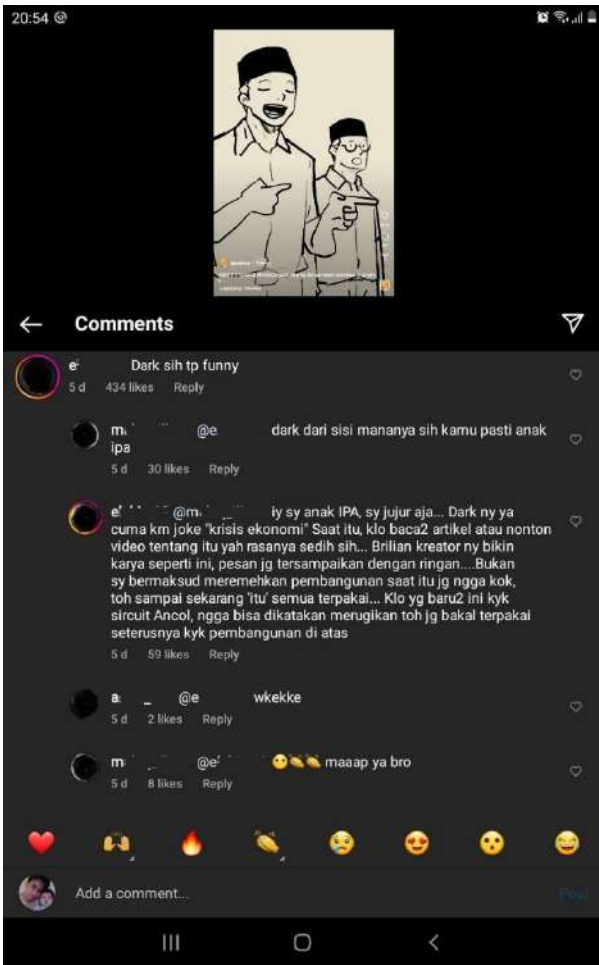 20:54
Comments
e Dark sih tp funny
5 d 434 likes Reply
m @e dark dari sisi mananya sih kamu pasti anak
ipa
5 d 30 likes Reply
e @m iy sy anak IPA, sy jujur aja... Dark ny ya
cuma krn joke "krisis ekonomi" Saat itu, klo baca2 artikel atau nonton
video tentang itu yah rasanya sedih sih... Brilian kreator ny bikin
karya seperti ini, pesan jg tersampaikan dengan ringan....Bukan
sy bermaksud meremehkan pembangunan saat itu jg ngga kok,
toh sampai sekarang 'itu' semua terpakai... Klo yg baru2 ini kyk
sircuit Ancol, ngga bisa dikatakan merugikan toh jg bakal terpakai
seterusnya kyk pembangunan di atas
5 d 59 likes Reply
a _ @e wkekke
5 d 2 likes Reply
m @e 😶👏👏 maaap ya bro
5 d 8 likes Reply
Add a comment...
Post